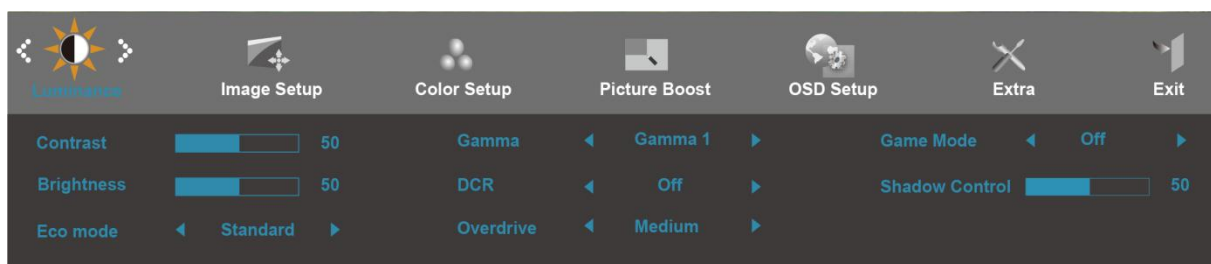 Luminance Image Setup Color Setup Picture Boost OSD Setup Extra Exit
Contrast 50 Gamma Gamma 1 Game Mode Off
Brightness 50 DCR Off Shadow Control 50
Eco mode Standard Overdrive Medium